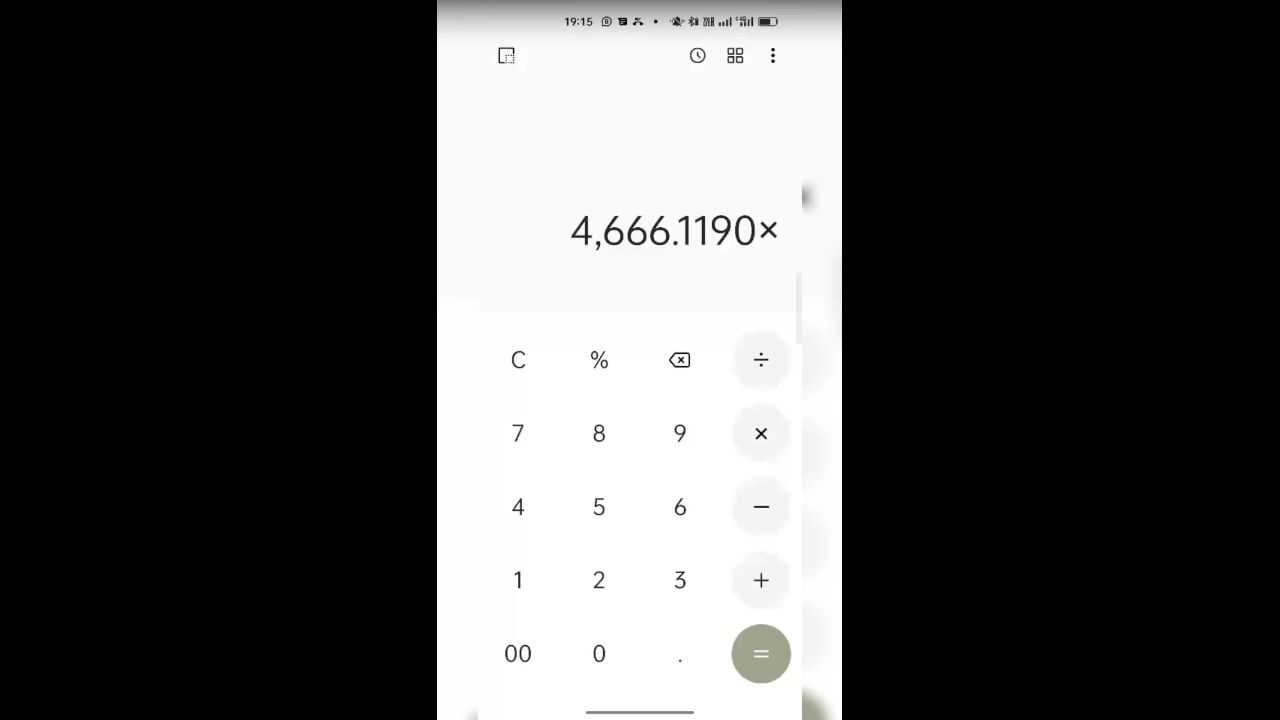 19:15
4,666.1190×
C % ÷
7 8 9 ×
4 5 6 −
1 2 3 +
00 0 . =